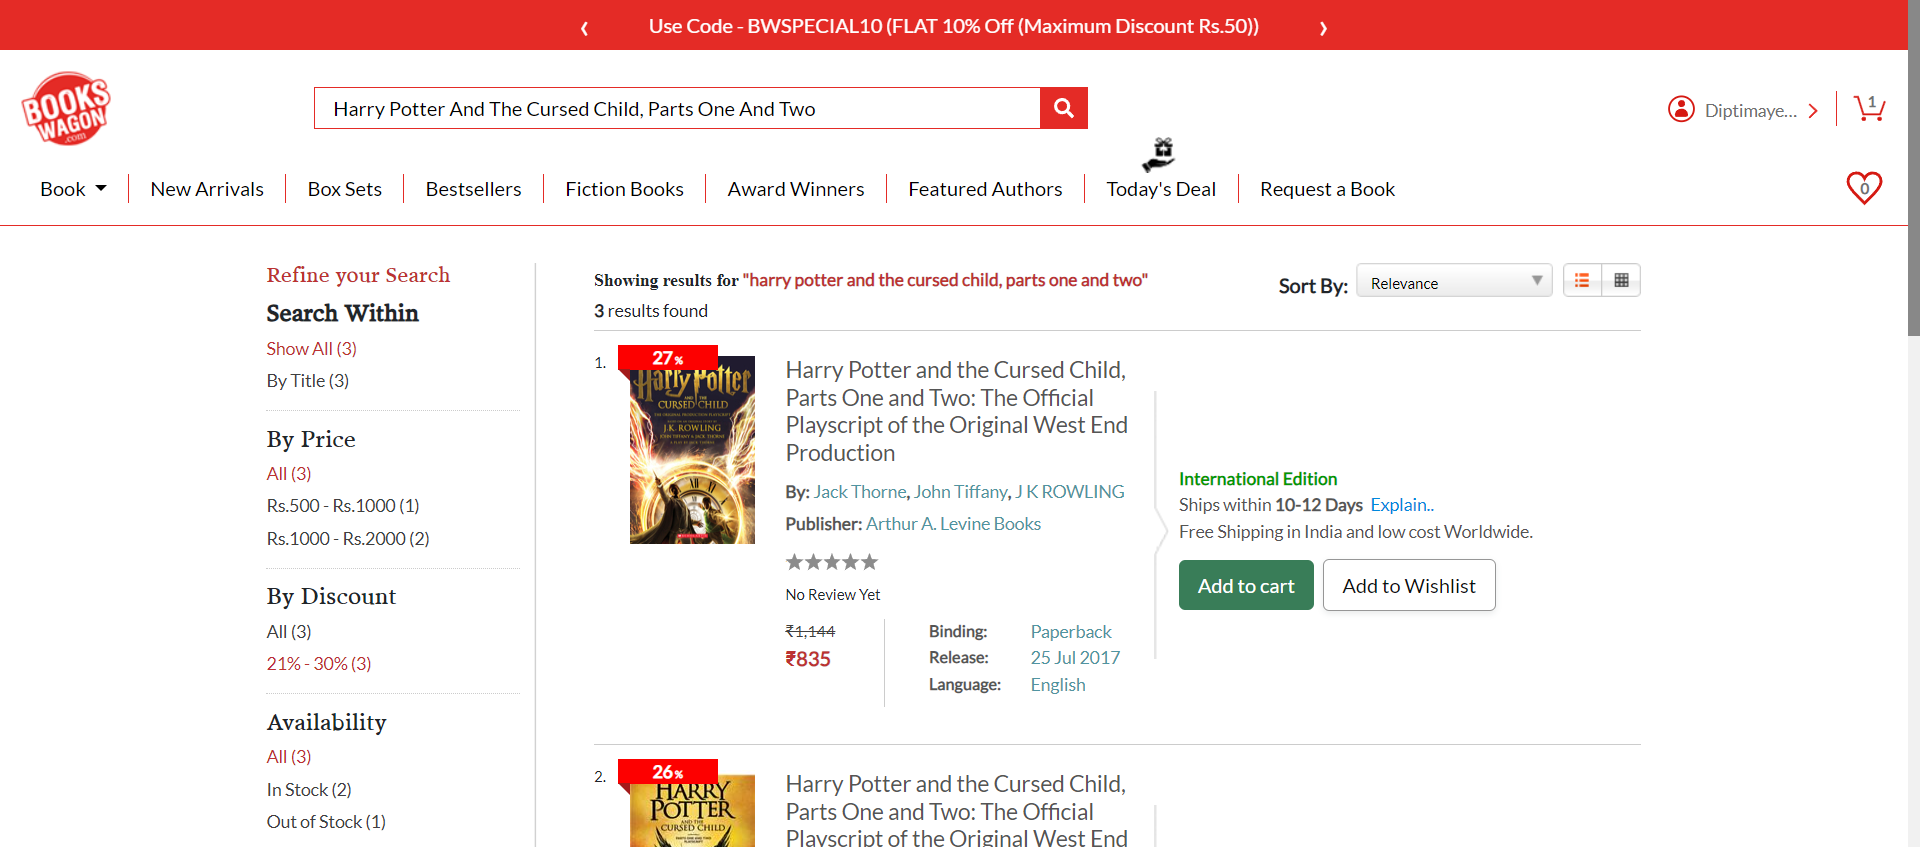 Use Code - BWSPECIAL10 (FLAT 10% Off (Maximum Discount Rs.50))
BOOKS
WAGON
.com
Harry Potter And The Cursed Child, Parts One And Two
Diptimaye...
1
Book
New Arrivals
Box Sets
Bestsellers
Fiction Books
Award Winners
Featured Authors
Today's Deal
Request a Book
0
Refine your Search
Search Within
Show All (3)
By Title (3)
By Price
All (3)
Rs.500 - Rs.1000 (1)
Rs.1000 - Rs.2000 (2)
By Discount
All (3)
21% - 30% (3)
Availability
All (3)
In Stock (2)
Out of Stock (1)
Showing results for "harry potter and the cursed child, parts one and two"
3 results found
Sort By:
Relevance
1.
27%
Harry Potter
AND THE
CURSED CHILD
J.K. ROWLING
Harry Potter and the Cursed Child,
Parts One and Two: The Official
Playscript of the Original West End
Production
By: Jack Thorne, John Tiffany, J K ROWLING
Publisher: Arthur A. Levine Books
No Review Yet
₹1,144
₹835
Binding: Paperback
Release: 25 Jul 2017
Language: English
International Edition
Ships within 10-12 Days Explain..
Free Shipping in India and low cost Worldwide.
Add to cart
Add to Wishlist
2.
26%
HARRY
POTTER
AND THE
CURSED CHILD
Harry Potter and the Cursed Child,
Parts One and Two: The Official
Playscript of the Original West End